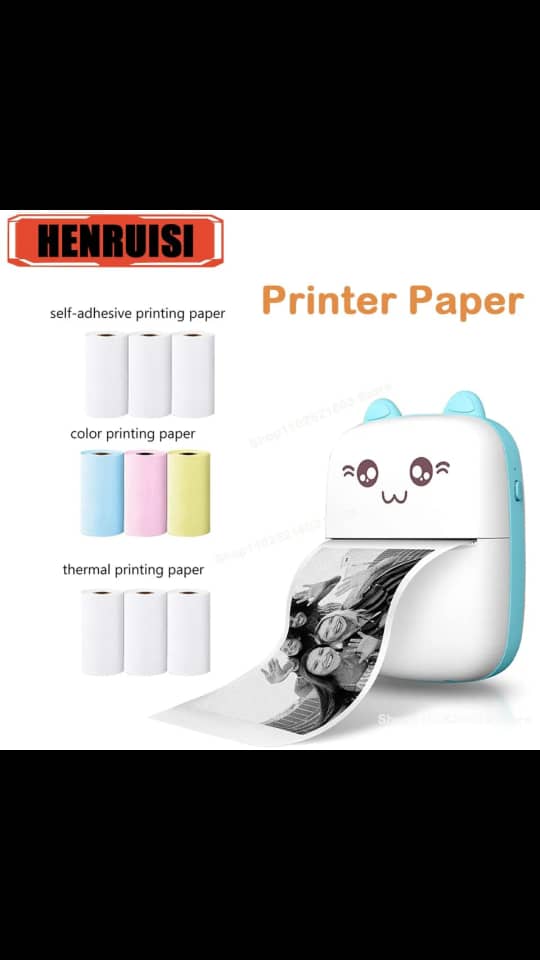 HENRUISI
Printer Paper
self-adhesive printing paper
color printing paper
thermal printing paper